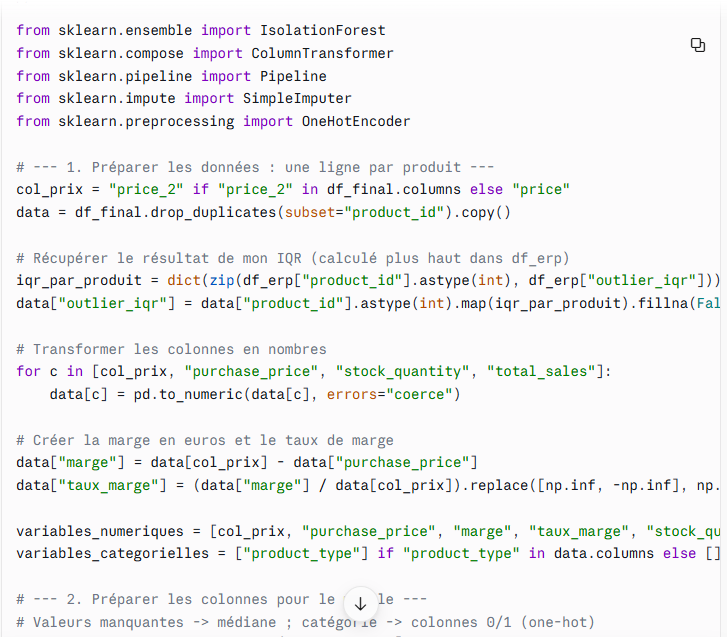 from sklearn.ensemble import IsolationForest
from sklearn.compose import ColumnTransformer
from sklearn.pipeline import Pipeline
from sklearn.impute import SimpleImputer
from sklearn.preprocessing import OneHotEncoder

# --- 1. Préparer les données : une ligne par produit ---
col_prix = "price_2" if "price_2" in df_final.columns else "price"
data = df_final.drop_duplicates(subset="product_id").copy()

# Récupérer le résultat de mon IQR (calculé plus haut dans df_erp)
iqr_par_produit = dict(zip(df_erp["product_id"].astype(int), df_erp["outlier_iqr"]))
data["outlier_iqr"] = data["product_id"].astype(int).map(iqr_par_produit).fillna(Fal

# Transformer les colonnes en nombres
for c in [col_prix, "purchase_price", "stock_quantity", "total_sales"]:
    data[c] = pd.to_numeric(data[c], errors="coerce")

# Créer la marge en euros et le taux de marge
data["marge"] = data[col_prix] - data["purchase_price"]
data["taux_marge"] = (data["marge"] / data[col_prix]).replace([np.inf, -np.inf], np.

variables_numeriques = [col_prix, "purchase_price", "marge", "taux_marge", "stock_qu
variables_categorielles = ["product_type"] if "product_type" in data.columns else []

# --- 2. Préparer les colonnes pour le le ---
# Valeurs manquantes -> médiane ; catégorie -> colonnes 0/1 (one-hot)